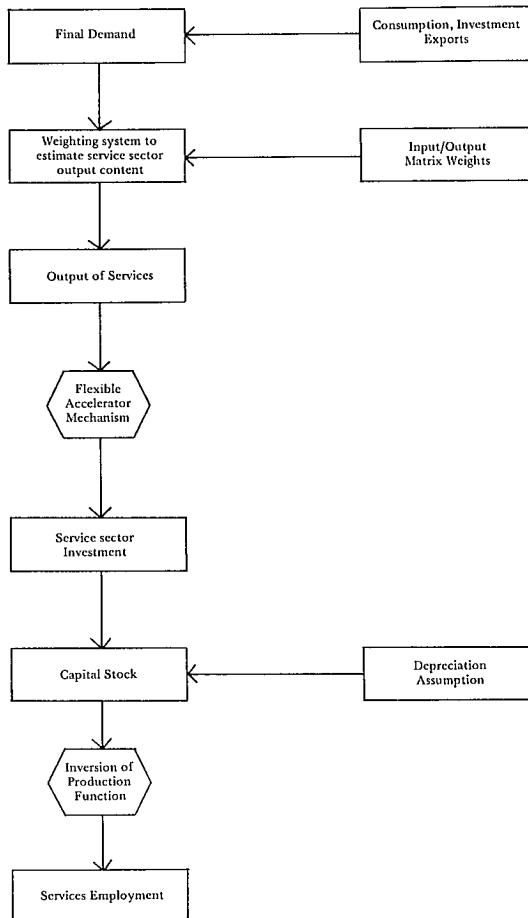 Final Demand
Consumption, Investment
Exports
Weighting system to
estimate service sector
output content
Input/Output
Matrix Weights
Output of Services
Flexible
Accelerator
Mechanism
Service sector
Investment
Capital Stock
Depreciation
Assumption
Inversion of
Production
Function
Services Employment